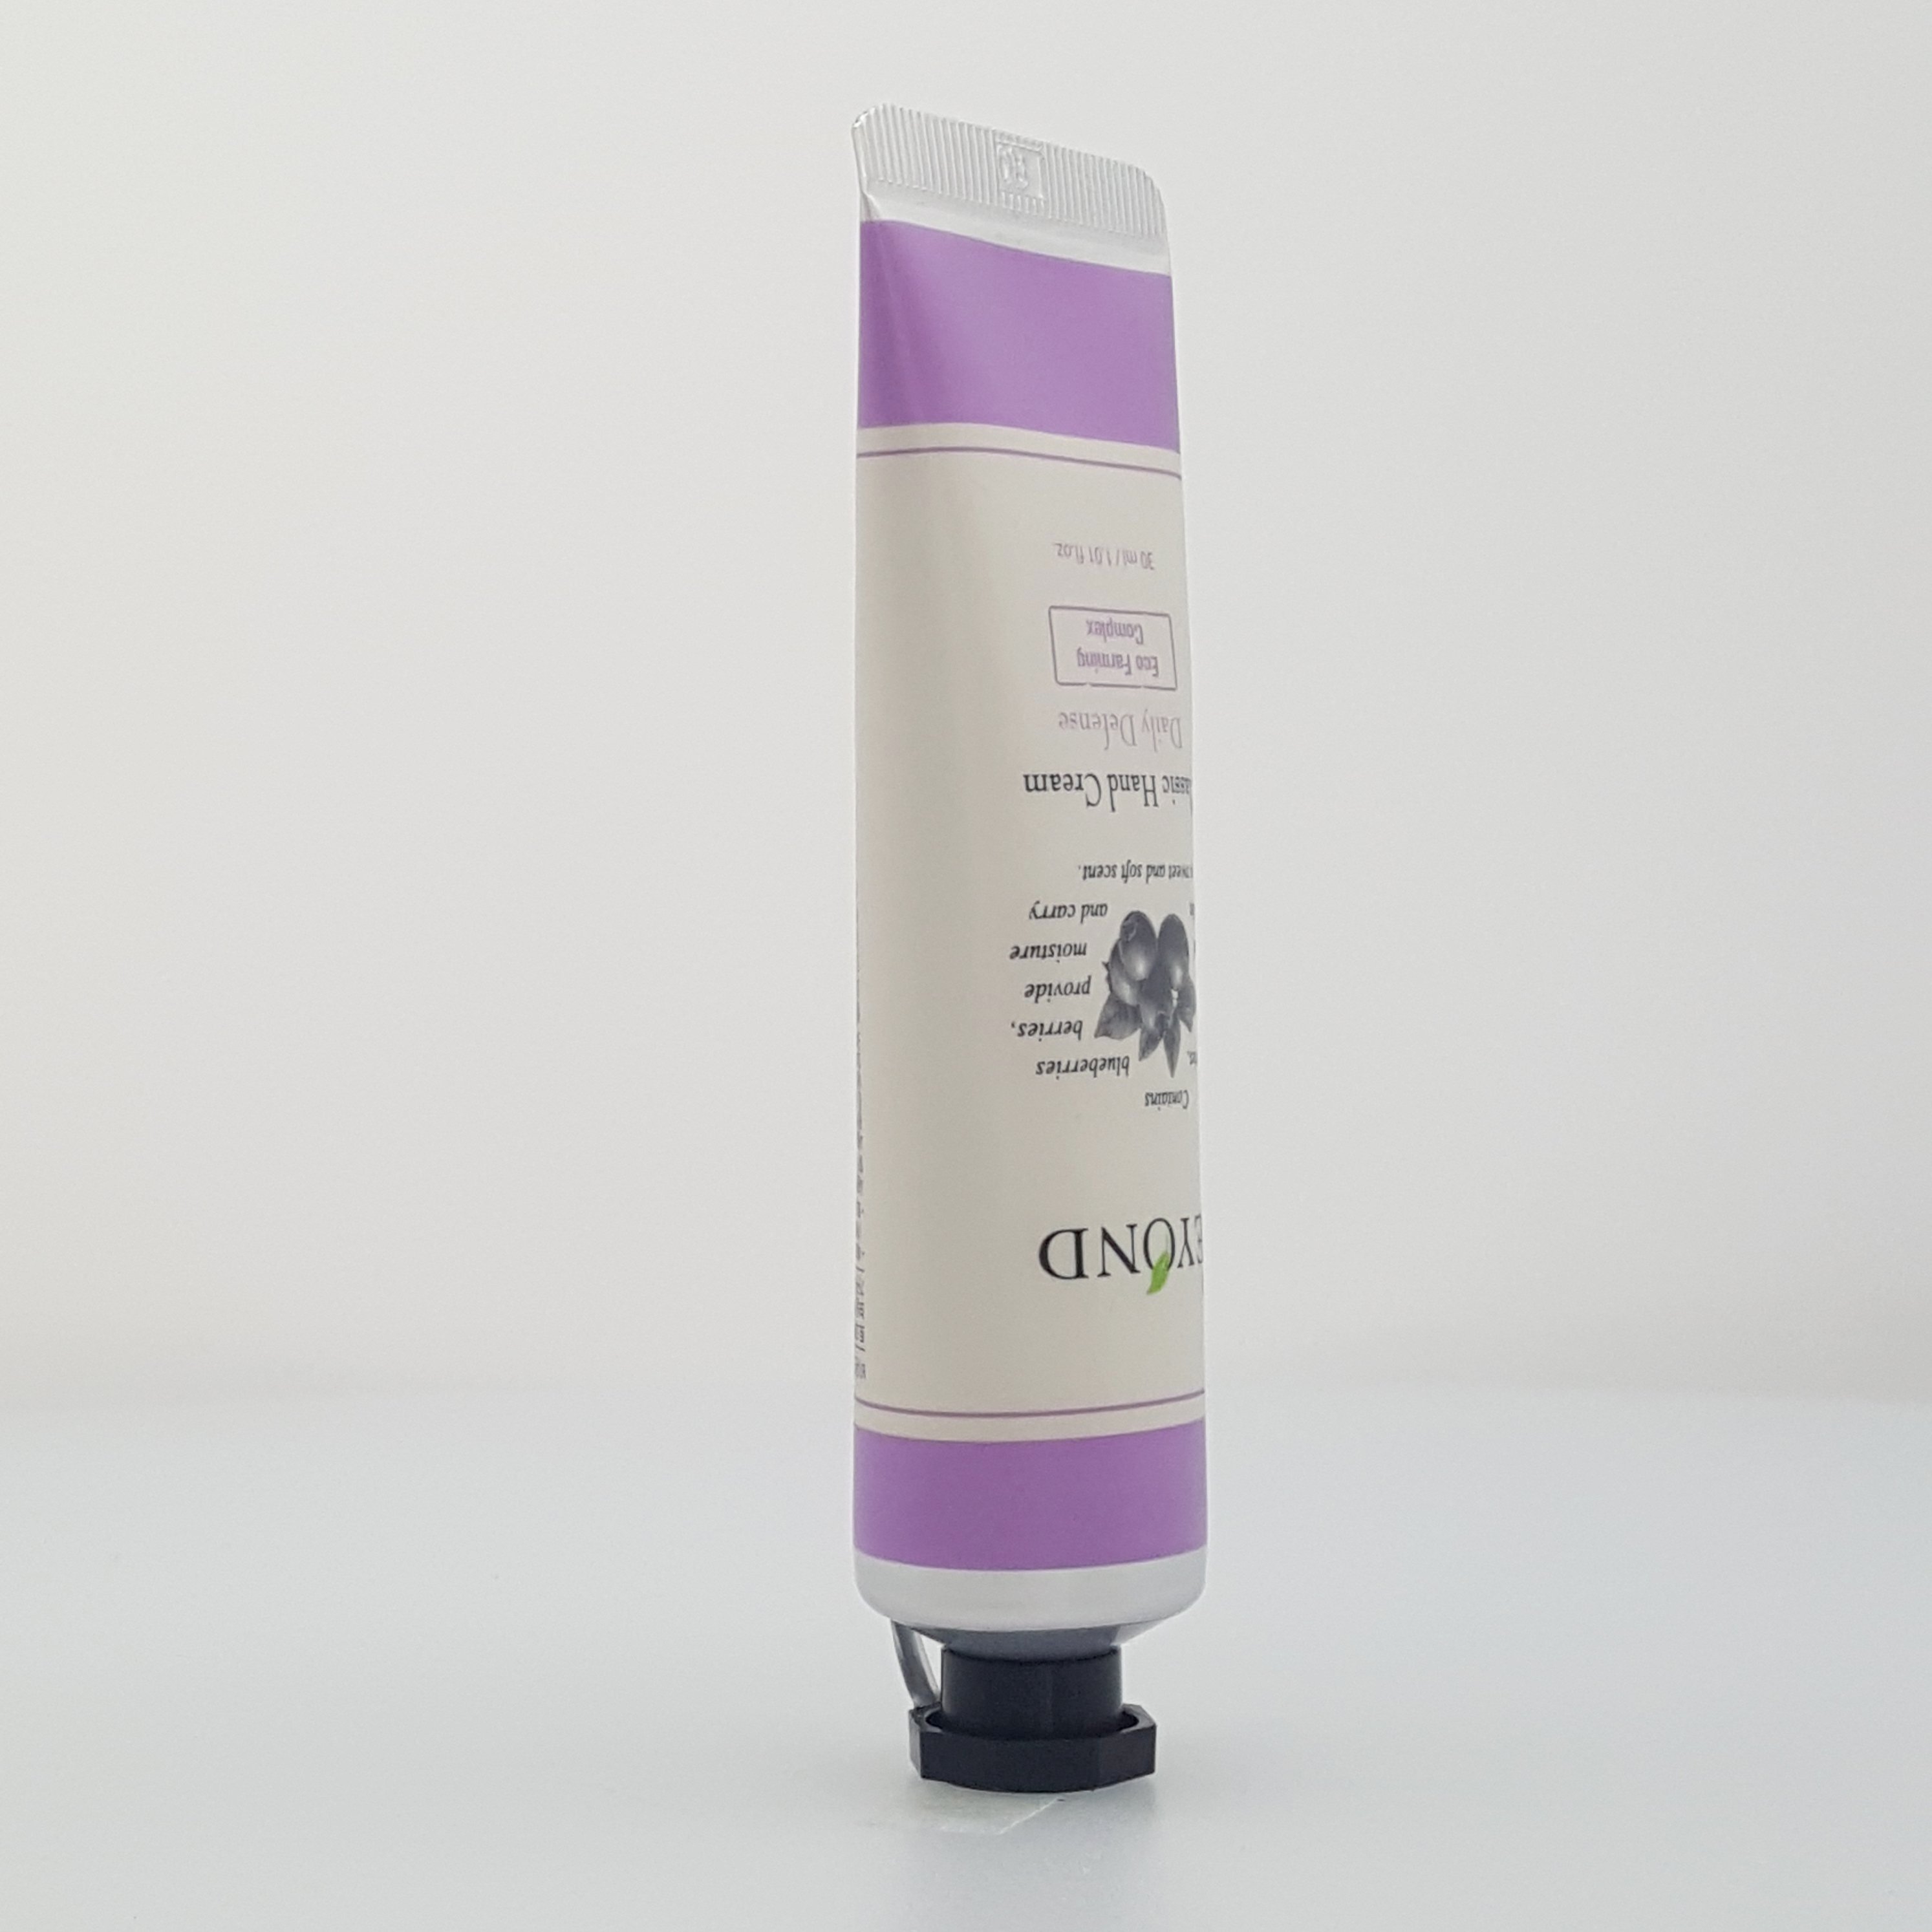 EYOND
Contains
blueberries
berries,
provide
moisture
and carry
sweet and soft scent.
assic Hand Cream
Daily Defense
Eco Farming
Complex
30 ml / 1.01 fl.oz.